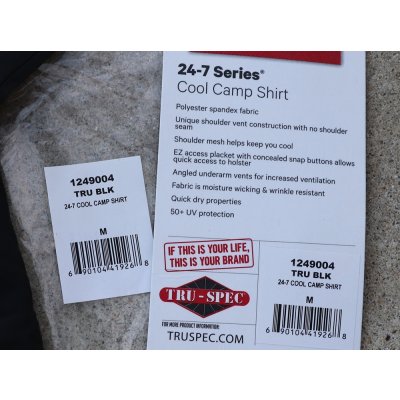 24-7 Series®
Cool Camp Shirt
Polyester spandex fabric
Unique shoulder vent construction with no shoulder
seam
Shoulder mesh helps keep you cool
EZ access placket with concealed snap buttons allows
quick access to holster
Angled underarm vents for increased ventilation
Fabric is moisture wicking & wrinkle resistant
Quick dry properties
50+ UV protection
1249004
TRU BLK
24-7 COOL CAMP SHIRT
M
6 90104 41926 8
IF THIS IS YOUR LIFE,
THIS IS YOUR BRAND
TRU-SPEC
FOR MORE PRODUCT INFORMATION:
TRUSPEC.COM
1249004
TRU BLK
24-7 COOL CAMP SHIRT
M
6 90104 41926 8